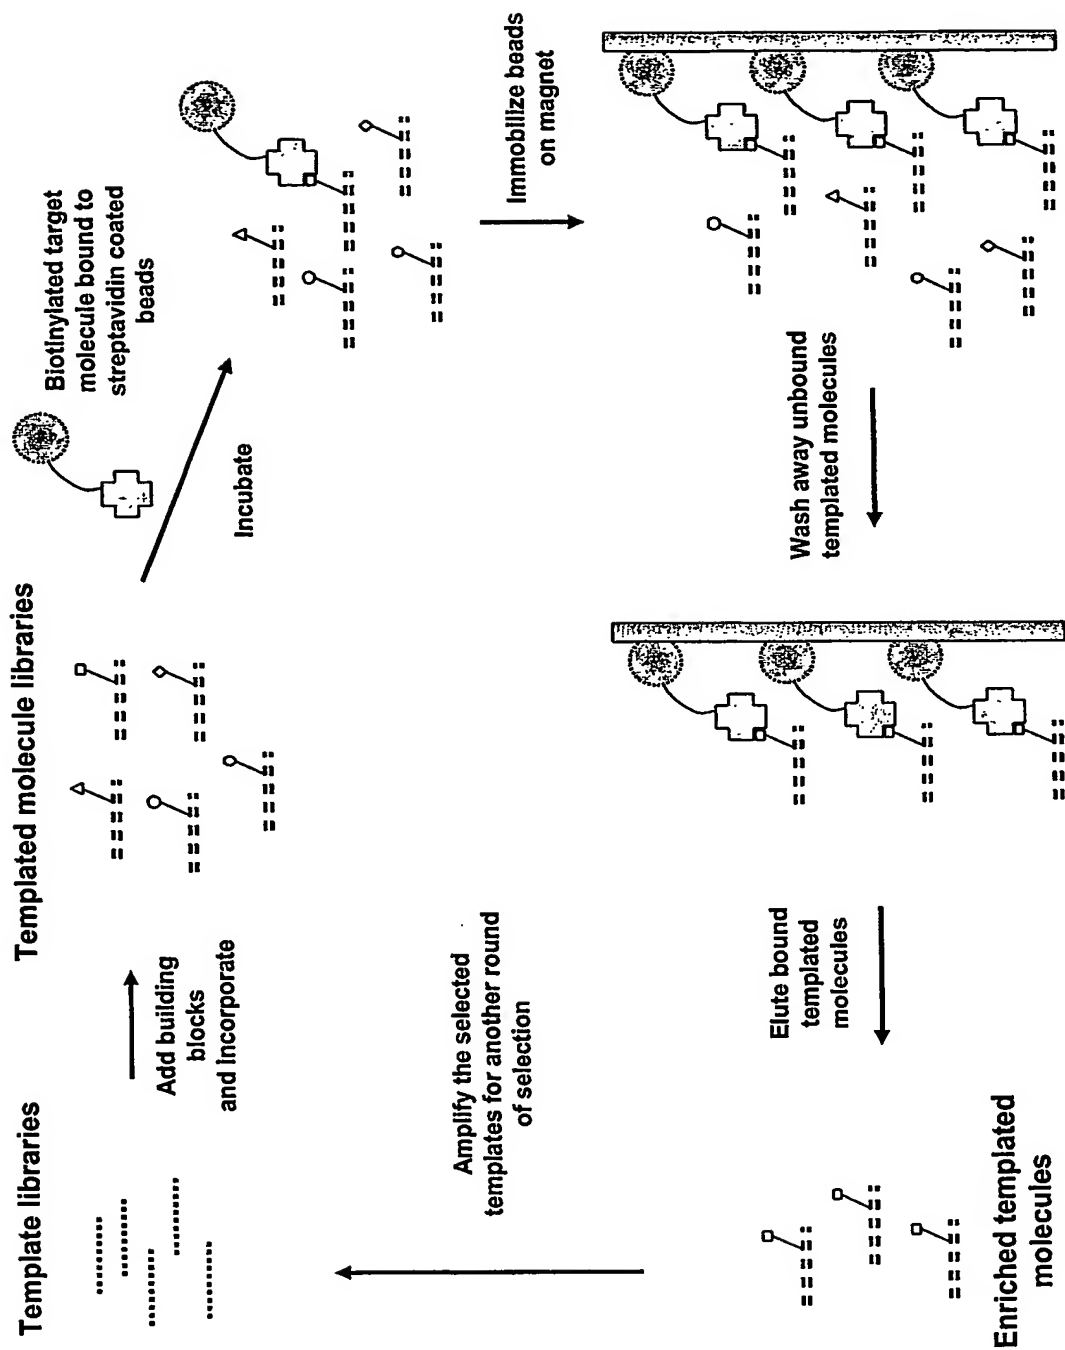 Template libraries
Add building
blocks
and incorporate
Templated molecule libraries
Biotinylated target
molecule bound to
streptavidin coated
beads
Incubate
Immobilize beads
on magnet
Wash away unbound
templated molecules
Elute bound
templated
molecules
Enriched templated
molecules
Amplify the selected
templates for another round
of selection